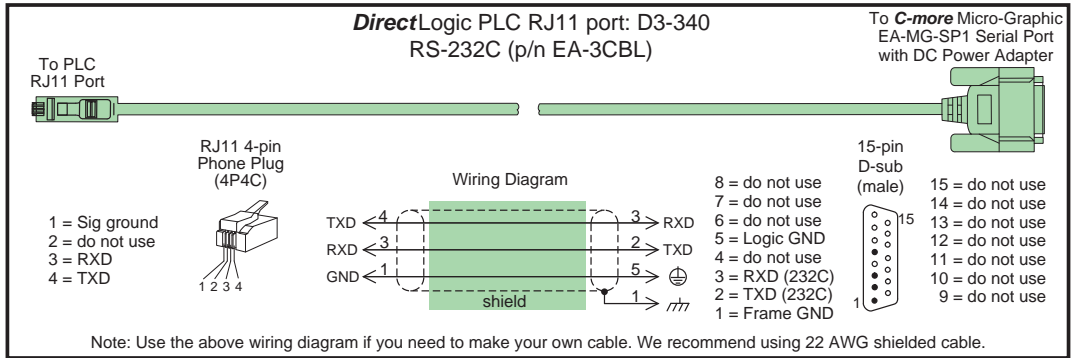 DirectLogic PLC RJ11 port: D3-340
RS-232C (p/n EA-3CBL)
To PLC
RJ11 Port
To C-more Micro-Graphic
EA-MG-SP1 Serial Port
with DC Power Adapter
RJ11 4-pin
Phone Plug
(4P4C)
1 = Sig ground
2 = do not use
3 = RXD
4 = TXD
1 2 3 4
Wiring Diagram
TXD 4 3 RXD
RXD 3 2 TXD
GND 1 5
1
shield
8 = do not use
7 = do not use
6 = do not use
5 = Logic GND
4 = do not use
3 = RXD (232C)
2 = TXD (232C)
1 = Frame GND
15-pin
D-sub
(male)
15
1
15 = do not use
14 = do not use
13 = do not use
12 = do not use
11 = do not use
10 = do not use
9 = do not use
Note: Use the above wiring diagram if you need to make your own cable. We recommend using 22 AWG shielded cable.